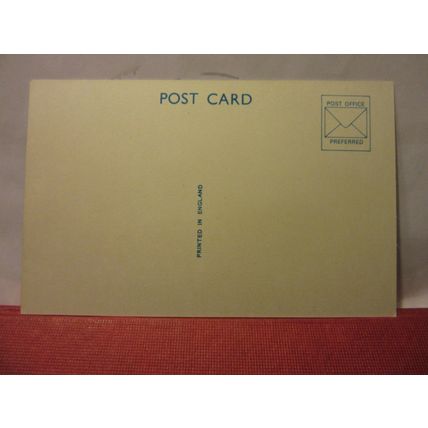 POST CARD
POST OFFICE
PREFERRED
PRINTED IN ENGLAND